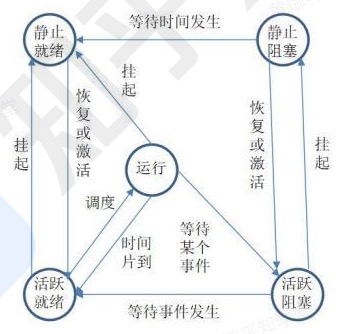 等待时间发生
静止
就绪
静止
阻塞
挂
起
恢
复
或
激
活
挂
起
恢
复
或
激
活
挂
起
运行
调度
等待
某个
事件
时间
片到
活跃
就绪
活跃
阻塞
等待事件发生